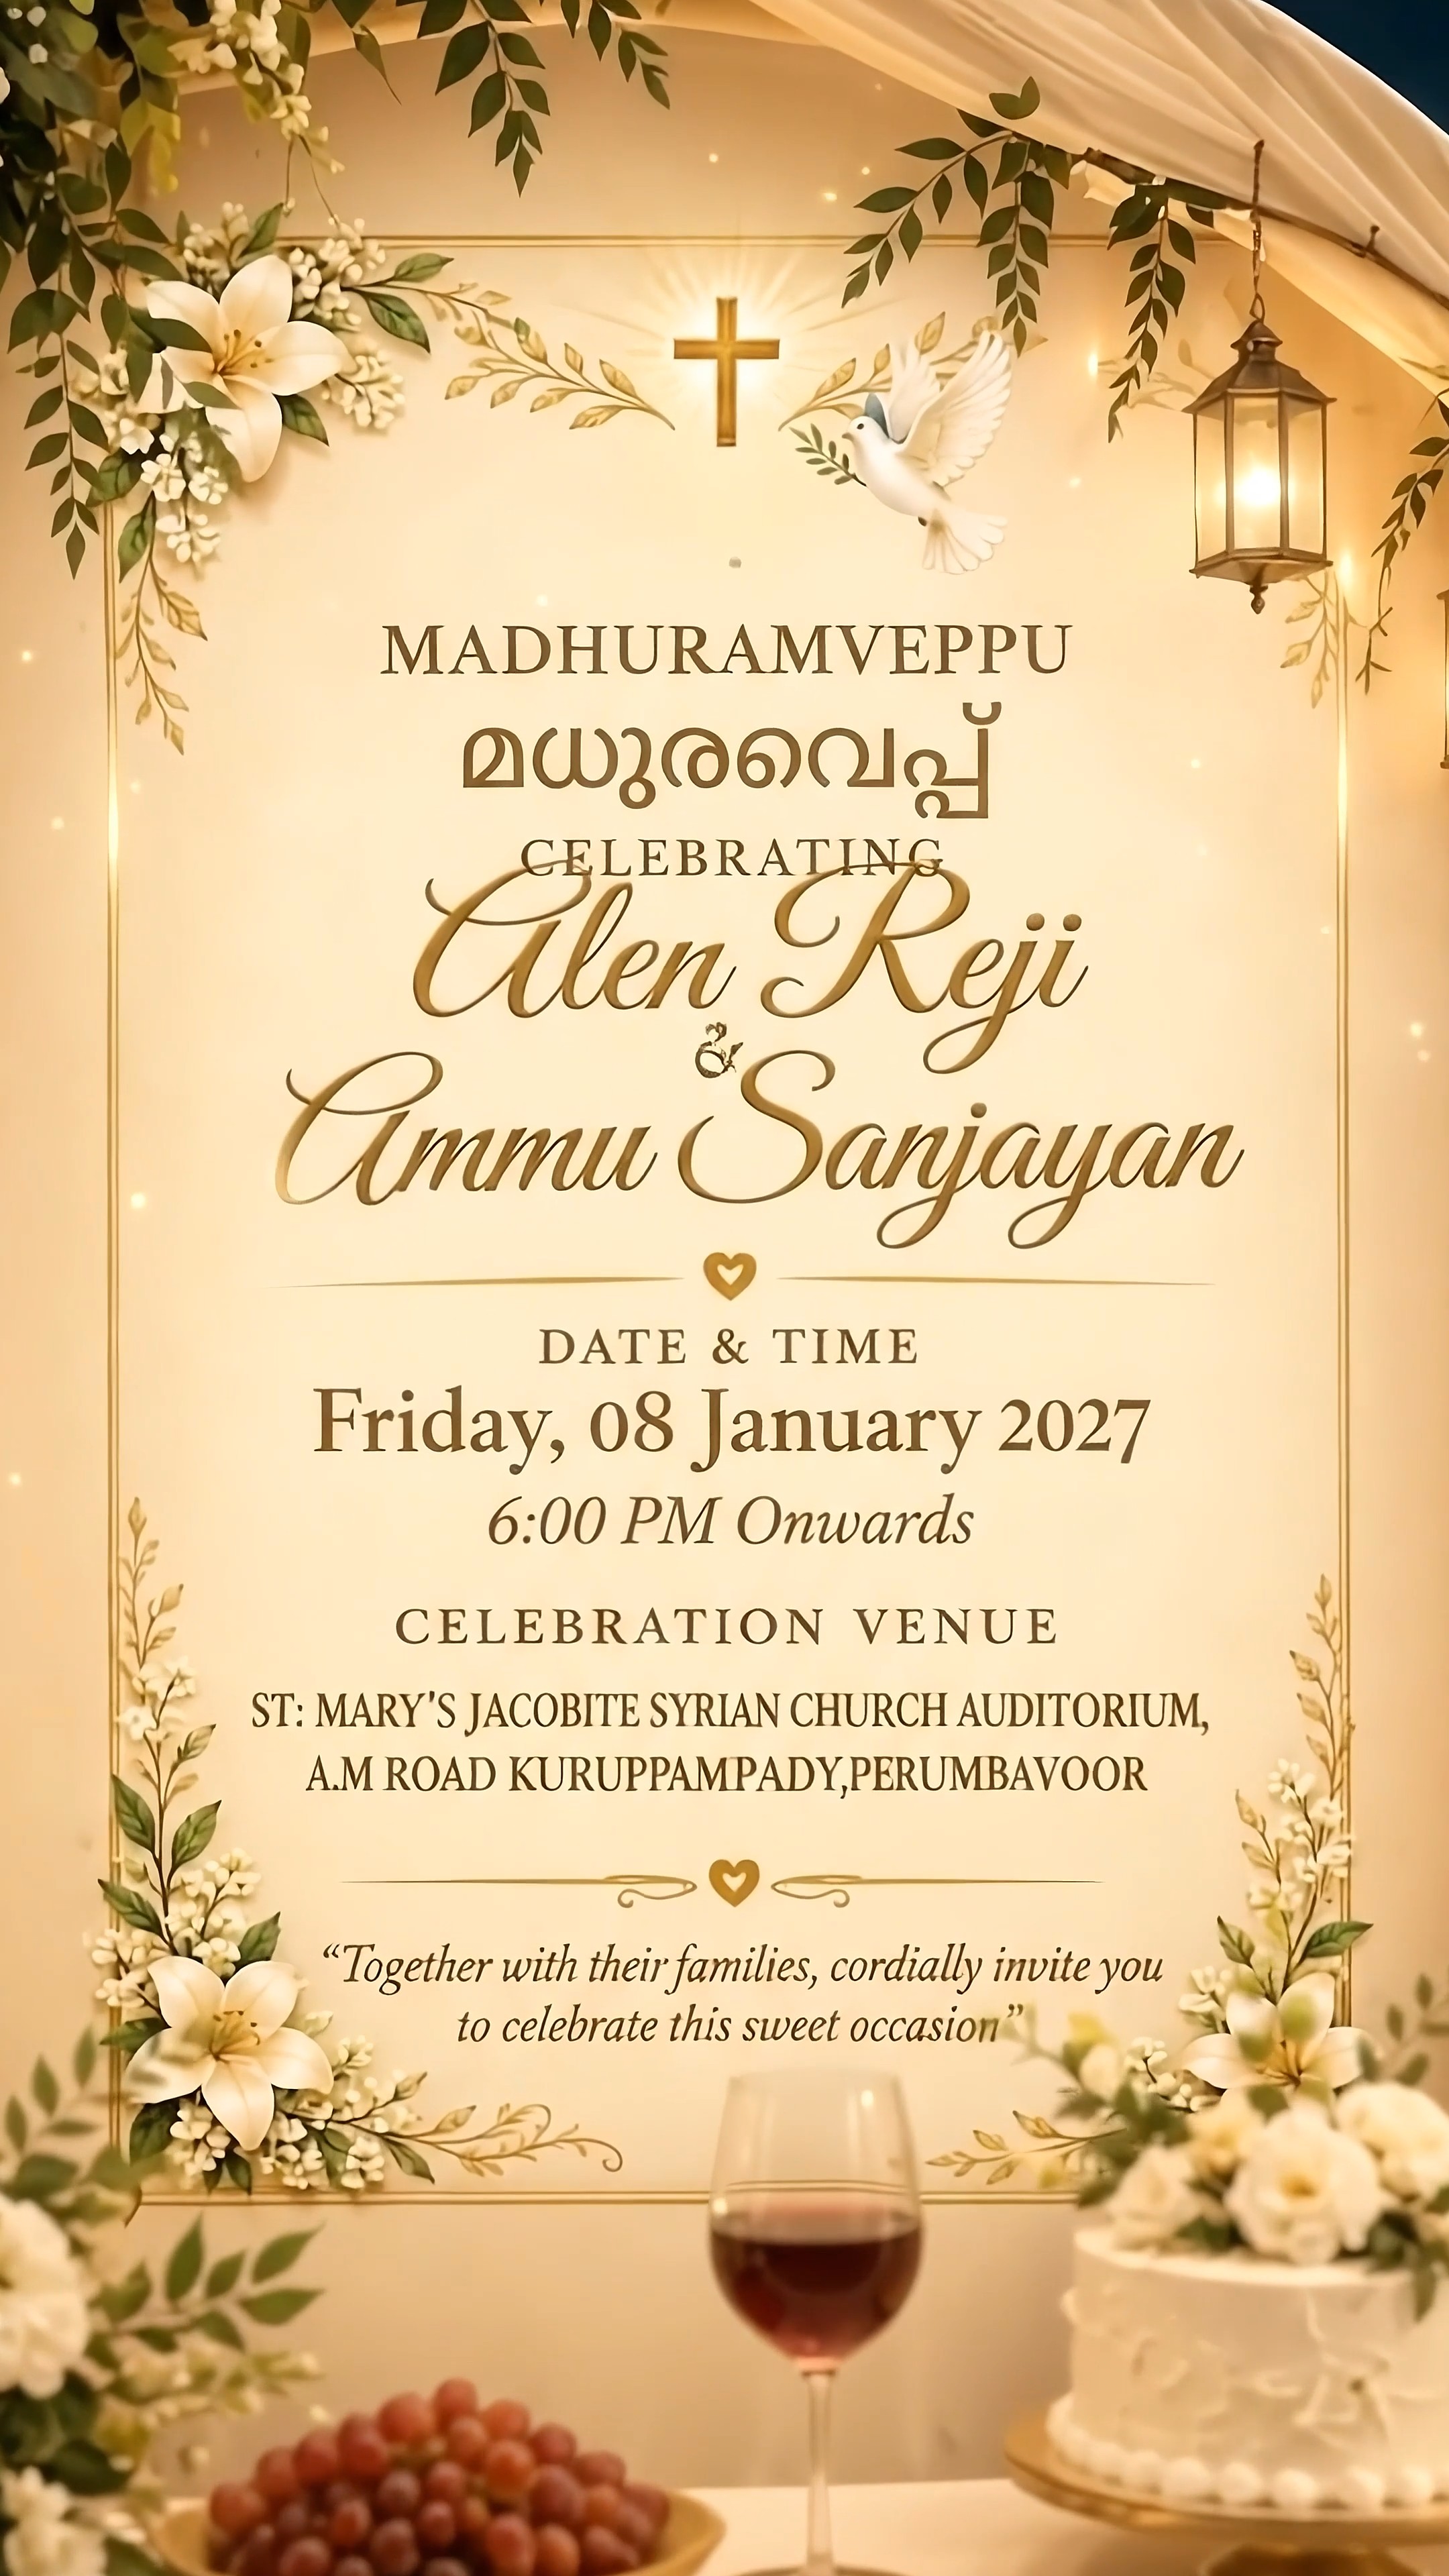 MADHURAMVEPPU
മധുരവെപ്പ്
CELEBRATING
Alen Reji
&
Ammu Sanjayan
DATE & TIME
Friday, 08 January 2027
6:00 PM Onwards
CELEBRATION VENUE
ST: MARY'S JACOBITE SYRIAN CHURCH AUDITORIUM,
A.M ROAD KURUPPAMPADY,PERUMBAVOOR
“Together with their families, cordially invite you
to celebrate this sweet occasion”